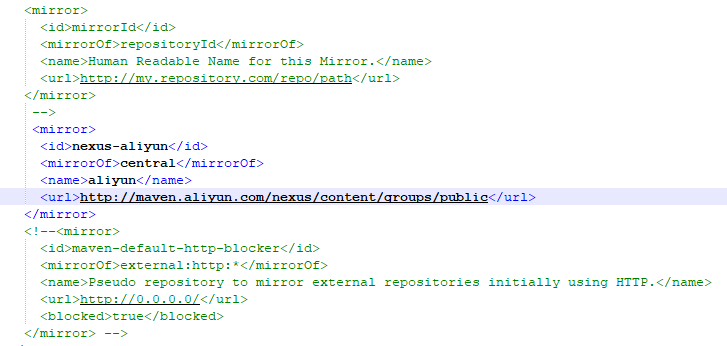 <mirror>
<id>mirrorId</id>
<mirrorOf>repositoryId</mirrorOf>
<name>Human Readable Name for this Mirror.</name>
<url>http://my.repository.com/repo/path</url>
</mirror>
-->
<mirror>
<id>nexus-aliyun</id>
<mirrorOf>central</mirrorOf>
<name>aliyun</name>
<url>http://maven.aliyun.com/nexus/content/groups/public</url>
</mirror>
<!--<mirror>
<id>maven-default-http-blocker</id>
<mirrorOf>external:http:*</mirrorOf>
<name>Pseudo repository to mirror external repositories initially using HTTP.</name>
<url>http://0.0.0.0/</url>
<blocked>true</blocked>
</mirror> -->